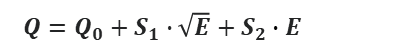 Q = Q₀ + S₁ · √E + S₂ · E